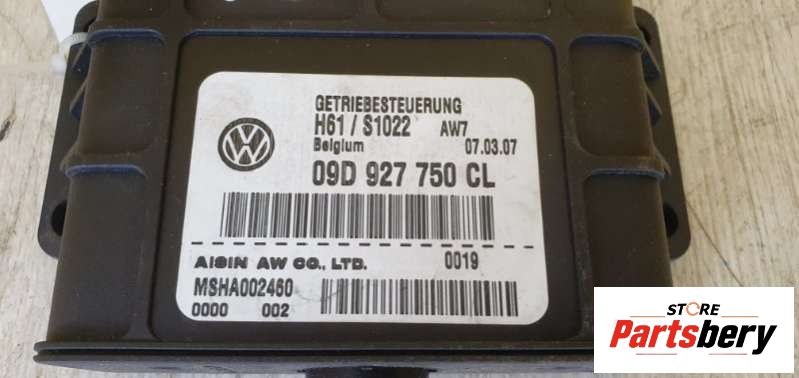 GETRIEBESTEUERUNG
H61 / S1022 AW7
Belgium 07.03.07
09D 927 750 CL
AISIN AW CO., LTD. 0019
MSHA002460
0000 002
STORE
Partsbery